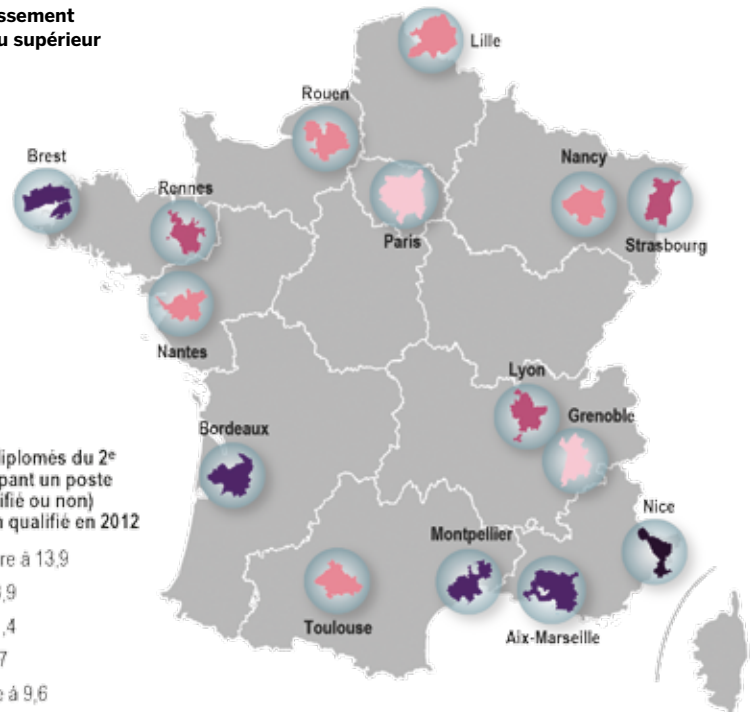 ssement
u supérieur
Lille
Rouen
Brest
Rennes
Nancy
Paris
Strasbourg
Nantes
Lyon
Grenoble
Bordeaux
iplomés du 2e
pant un poste
ifié ou non)
n qualifié en 2012
Nice
Montpellier
re à 13,9
,9
,4
7
e à 9,6
Toulouse
Aix-Marseille